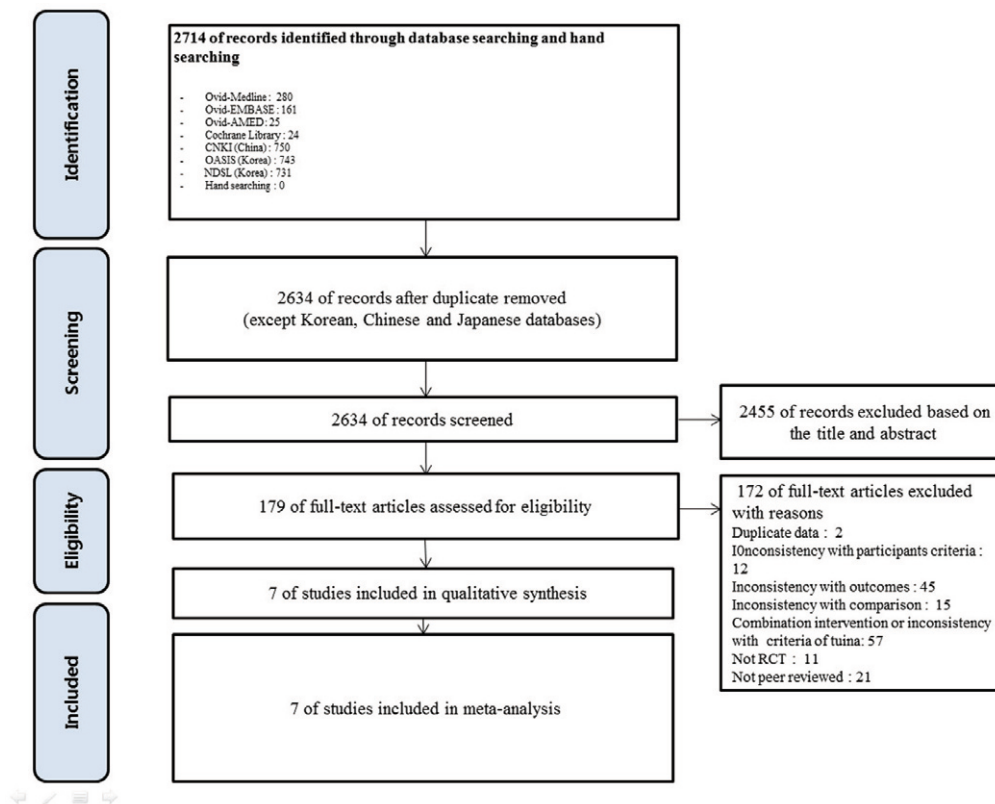 Identification
2714 of records identified through database searching and hand
searching
- Ovid-Medline : 280
- Ovid-EMBASE : 161
- Ovid-AMED : 25
- Cochrane Library : 24
- CNKI (China) : 750
- OASIS (Korea) : 743
- NDSL (Korea) : 731
- Hand searching : 0
Screening
2634 of records after duplicate removed
(except Korean, Chinese and Japanese databases)
2634 of records screened
2455 of records excluded based on
the title and abstract
Eligibility
179 of full-text articles assessed for eligibility
172 of full-text articles excluded
with reasons
Duplicate data : 2
I0nconsistency with participants criteria :
12
Inconsistency with outcomes : 45
Inconsistency with comparison : 15
Combination intervention or inconsistency
with criteria of tuina: 57
Not RCT : 11
Not peer reviewed : 21
7 of studies included in qualitative synthesis
Included
7 of studies included in meta-analysis